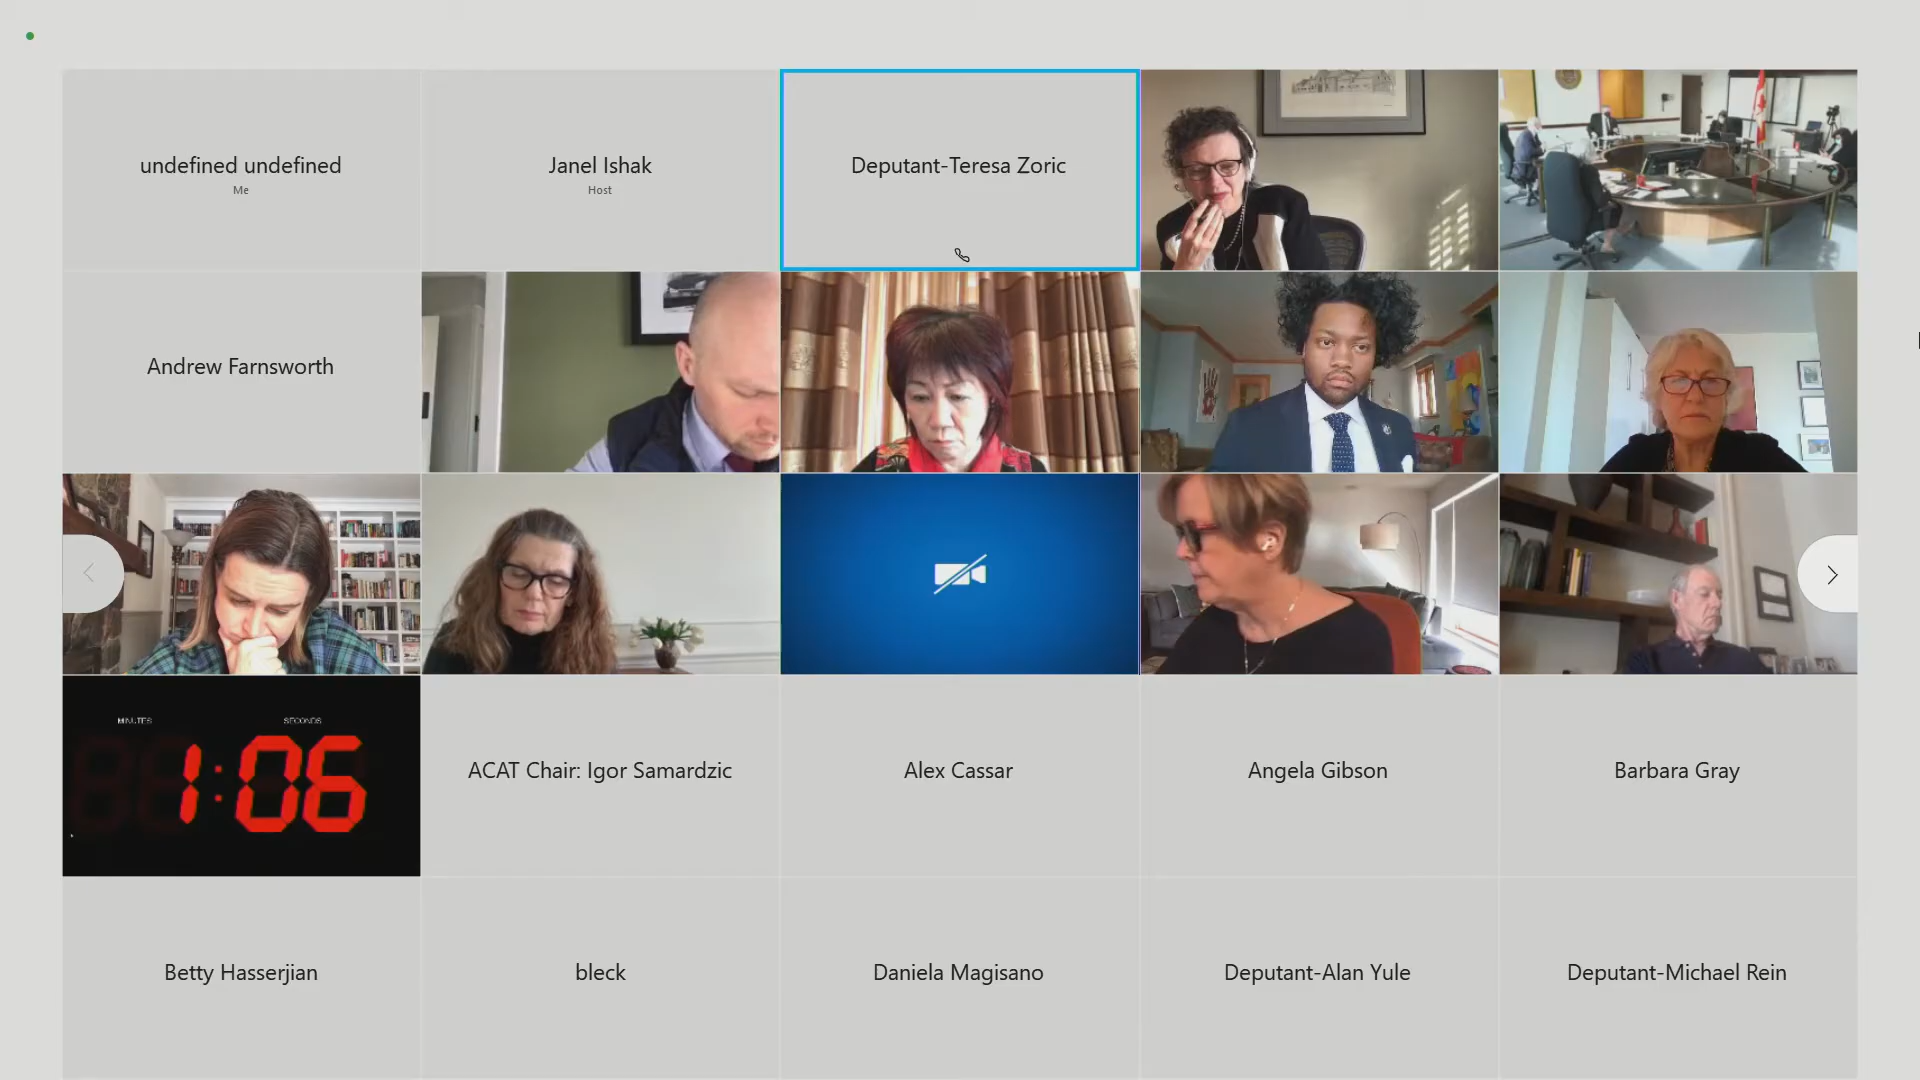 undefined undefined
Me
Janel Ishak
Host
Deputant-Teresa Zoric
Andrew Farnsworth
MINUTES
SECONDS
1:06
ACAT Chair: Igor Samardzic
Alex Cassar
Angela Gibson
Barbara Gray
Betty Hasserjian
bleck
Daniela Magisano
Deputant-Alan Yule
Deputant-Michael Rein